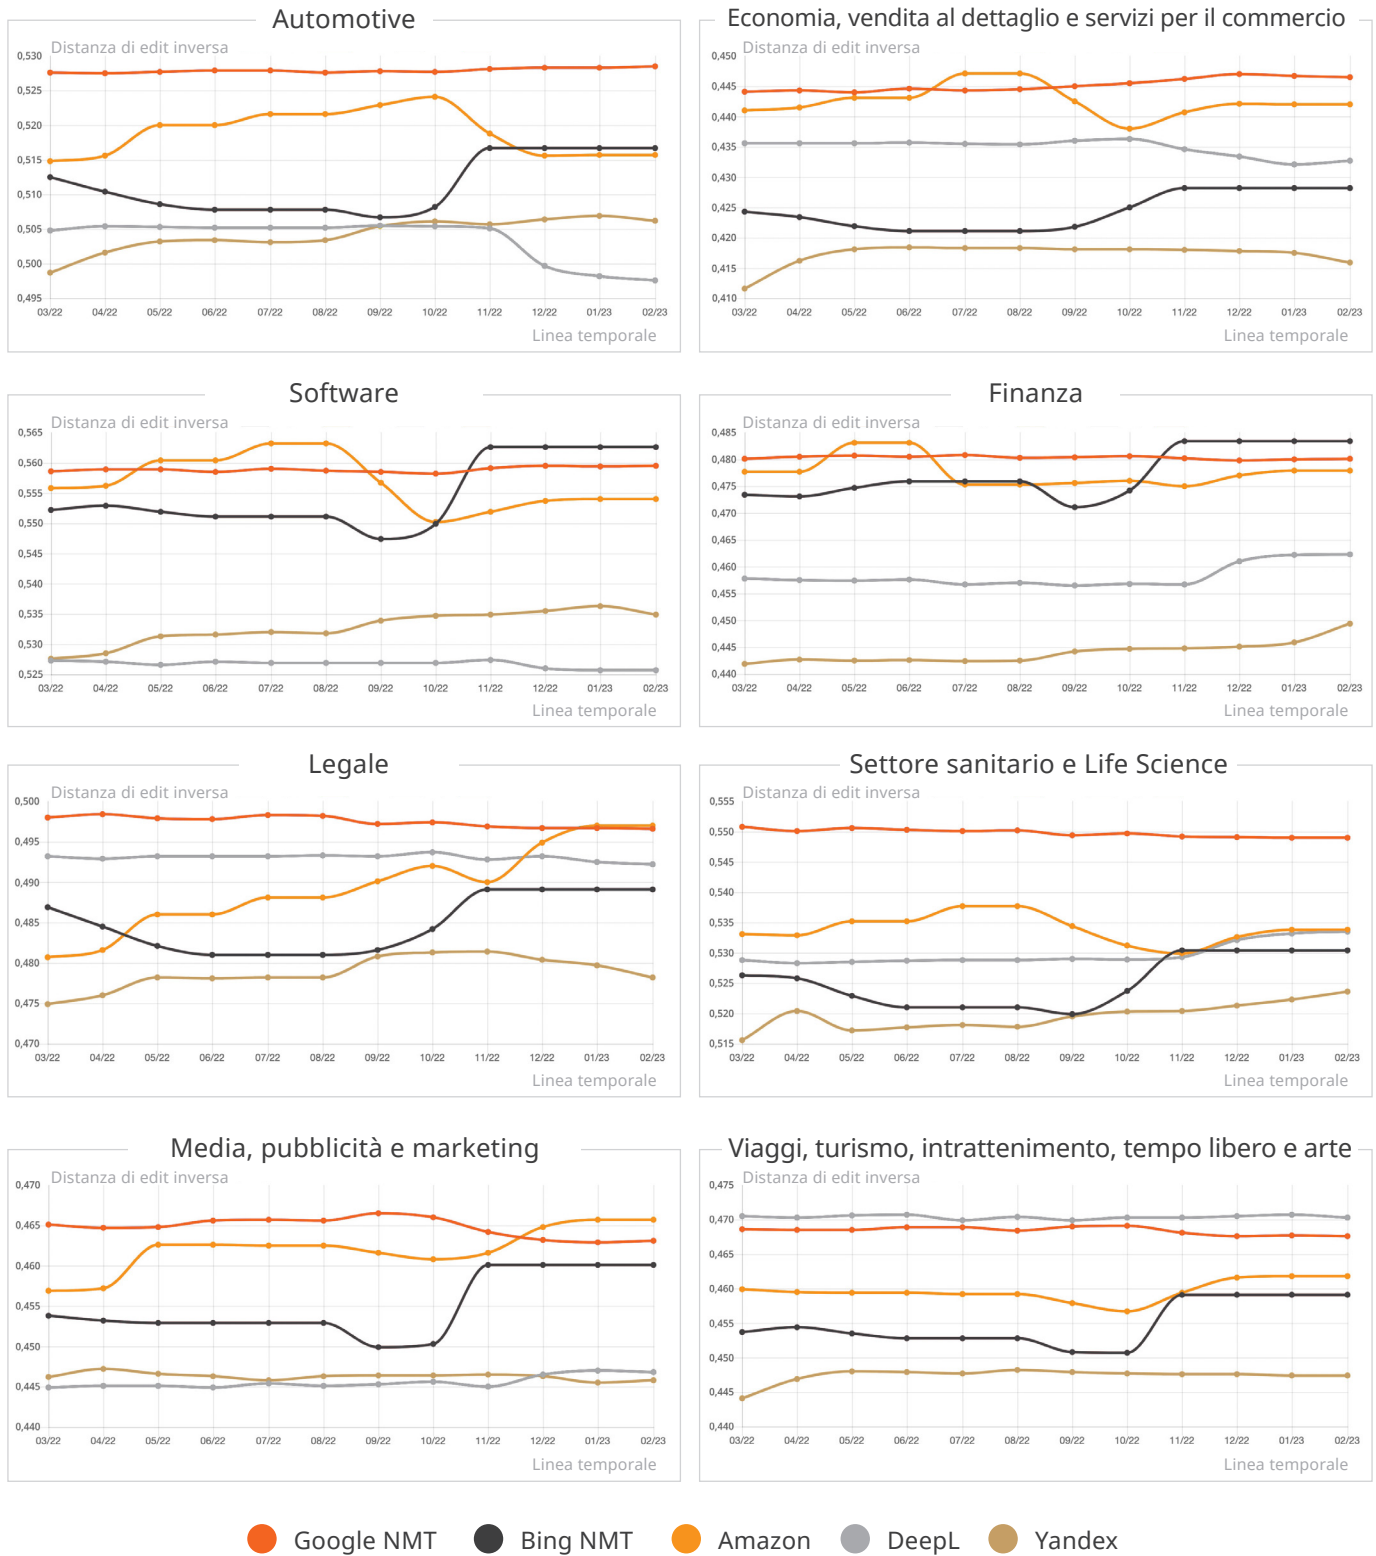 Automotive
Distanza di edit inversa
0,530
0,525
0,520
0,515
0,510
0,505
0,500
0,495
03/22 04/22 05/22 06/22 07/22 08/22 09/22 10/22 11/22 12/22 01/23 02/23
Linea temporale
Economia, vendita al dettaglio e servizi per il commercio
Distanza di edit inversa
0,450
0,445
0,440
0,435
0,430
0,425
0,420
0,415
0,410
03/22 04/22 05/22 06/22 07/22 08/22 09/22 10/22 11/22 12/22 01/23 02/23
Linea temporale
Software
Distanza di edit inversa
0,565
0,560
0,555
0,550
0,545
0,540
0,535
0,530
0,525
03/22 04/22 05/22 06/22 07/22 08/22 09/22 10/22 11/22 12/22 01/23 02/23
Linea temporale
Finanza
Distanza di edit inversa
0,485
0,480
0,475
0,470
0,465
0,460
0,455
0,450
0,445
0,440
03/22 04/22 05/22 06/22 07/22 08/22 09/22 10/22 11/22 12/22 01/23 02/23
Linea temporale
Legale
Distanza di edit inversa
0,500
0,495
0,490
0,485
0,480
0,475
0,470
03/22 04/22 05/22 06/22 07/22 08/22 09/22 10/22 11/22 12/22 01/23 02/23
Linea temporale
Settore sanitario e Life Science
Distanza di edit inversa
0,555
0,550
0,545
0,540
0,535
0,530
0,525
0,520
0,515
03/22 04/22 05/22 06/22 07/22 08/22 09/22 10/22 11/22 12/22 01/23 02/23
Linea temporale
Media, pubblicità e marketing
Distanza di edit inversa
0,470
0,465
0,460
0,455
0,450
0,445
0,440
03/22 04/22 05/22 06/22 07/22 08/22 09/22 10/22 11/22 12/22 01/23 02/23
Linea temporale
Viaggi, turismo, intrattenimento, tempo libero e arte
Distanza di edit inversa
0,475
0,470
0,465
0,460
0,455
0,450
0,445
0,440
03/22 04/22 05/22 06/22 07/22 08/22 09/22 10/22 11/22 12/22 01/23 02/23
Linea temporale
Google NMT Bing NMT Amazon DeepL Yandex